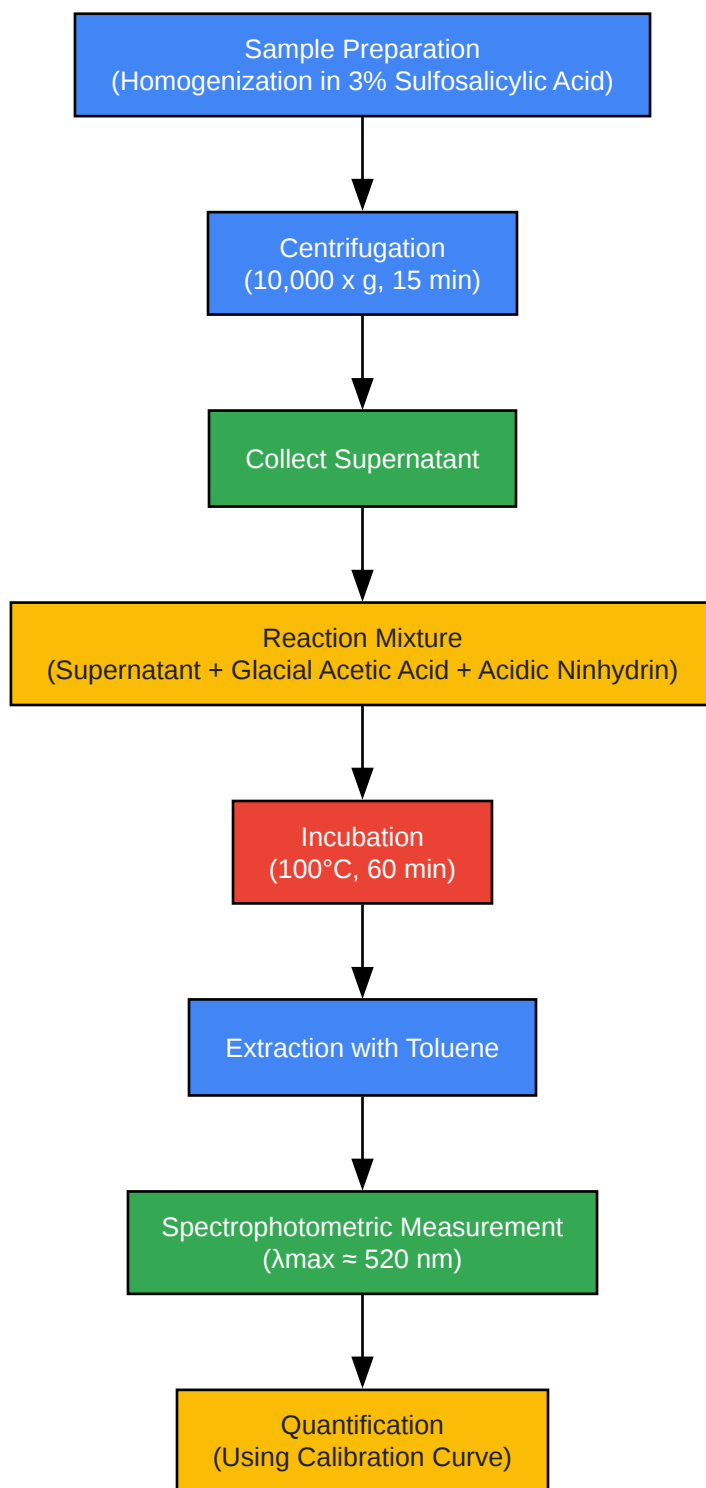 Sample Preparation
(Homogenization in 3% Sulfosalicylic Acid)
Centrifugation
(10,000 x g, 15 min)
Collect Supernatant
Reaction Mixture
(Supernatant + Glacial Acetic Acid + Acidic Ninhydrin)
Incubation
(100°C, 60 min)
Extraction with Toluene
Spectrophotometric Measurement
(λmax ≈ 520 nm)
Quantification
(Using Calibration Curve)